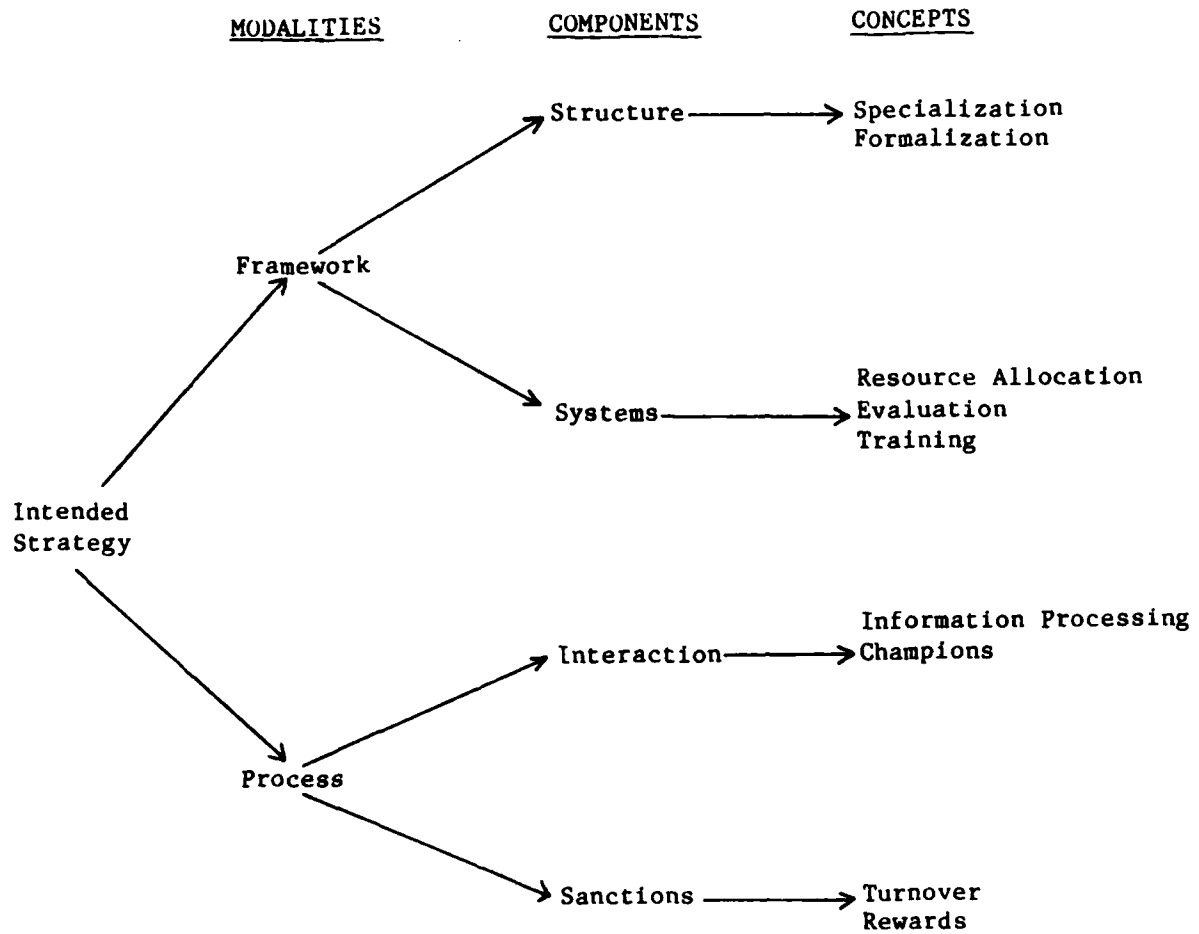 MODALITIES COMPONENTS CONCEPTS
Structure Specialization
Formalization
Framework
Resource Allocation
Systems Evaluation
Training
Intended
Strategy
Information Processing
Interaction Champions
Process
Sanctions Turnover
Rewards